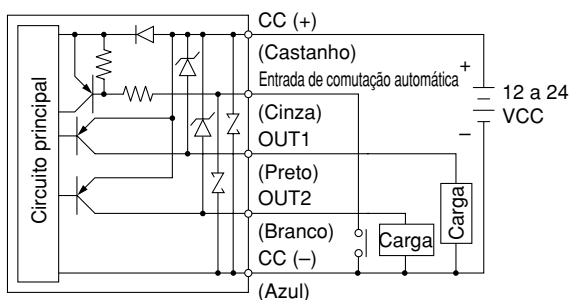 CC (+)
(Castanho)
Entrada de comutação automática
(Cinza)
OUT1
(Preto)
OUT2
(Branco)
CC (–)
(Azul)
Circuito principal
Carga
Carga
+
12 a 24
VCC
–